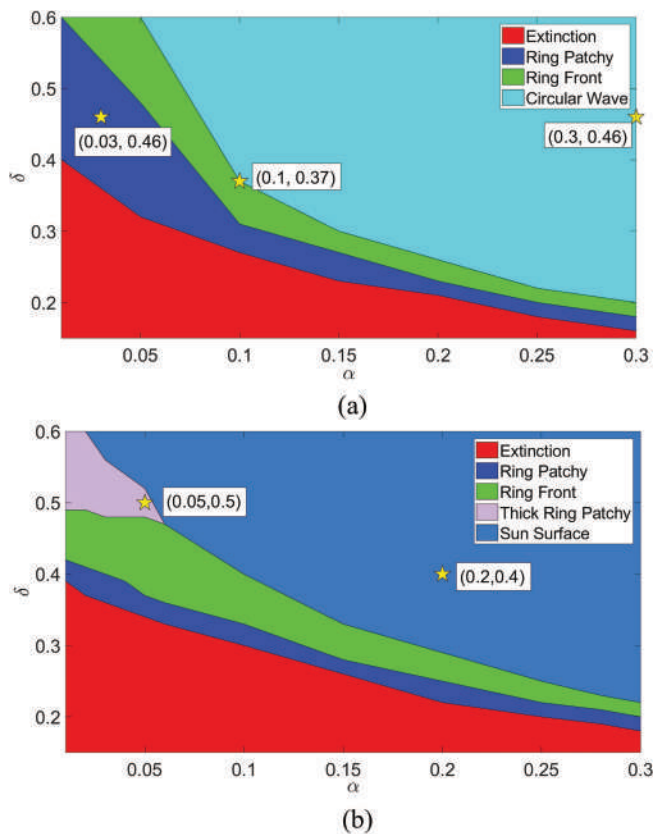 0.6
0.5
0.4
0.3
0.2
δ
Extinction
Ring Patchy
Ring Front
Circular Wave
(0.03, 0.46)
(0.3, 0.46)
(0.1, 0.37)
0.05 0.1 0.15 0.2 0.25 0.3
α
(a)
0.6
0.5
0.4
0.3
0.2
δ
Extinction
Ring Patchy
Ring Front
Thick Ring Patchy
Sun Surface
(0.05,0.5)
(0.2,0.4)
0.05 0.1 0.15 0.2 0.25 0.3
α
(b)